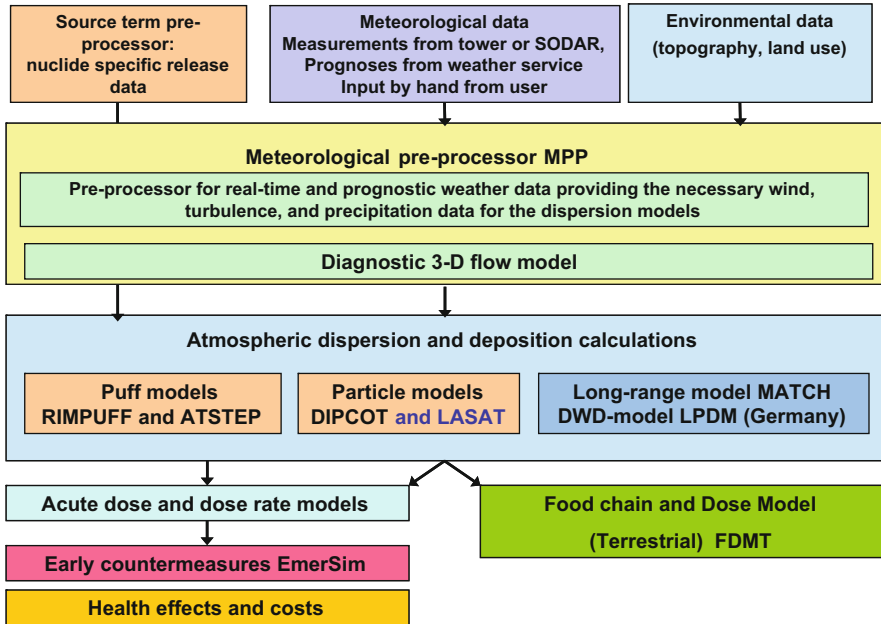 Source term pre-
processor:
nuclide specific release
data
Meteorological data
Measurements from tower or SODAR,
Prognoses from weather service
Input by hand from user
Environmental data
(topography, land use)
Meteorological pre-processor MPP
Pre-processor for real-time and prognostic weather data providing the necessary wind,
turbulence, and precipitation data for the dispersion models
Diagnostic 3-D flow model
Atmospheric dispersion and deposition calculations
Puff models
RIMPUFF and ATSTEP
Particle models
DIPCOT and LASAT
Long-range model MATCH
DWD-model LPDM (Germany)
Acute dose and dose rate models
Food chain and Dose Model
(Terrestrial) FDMT
Early countermeasures EmerSim
Health effects and costs